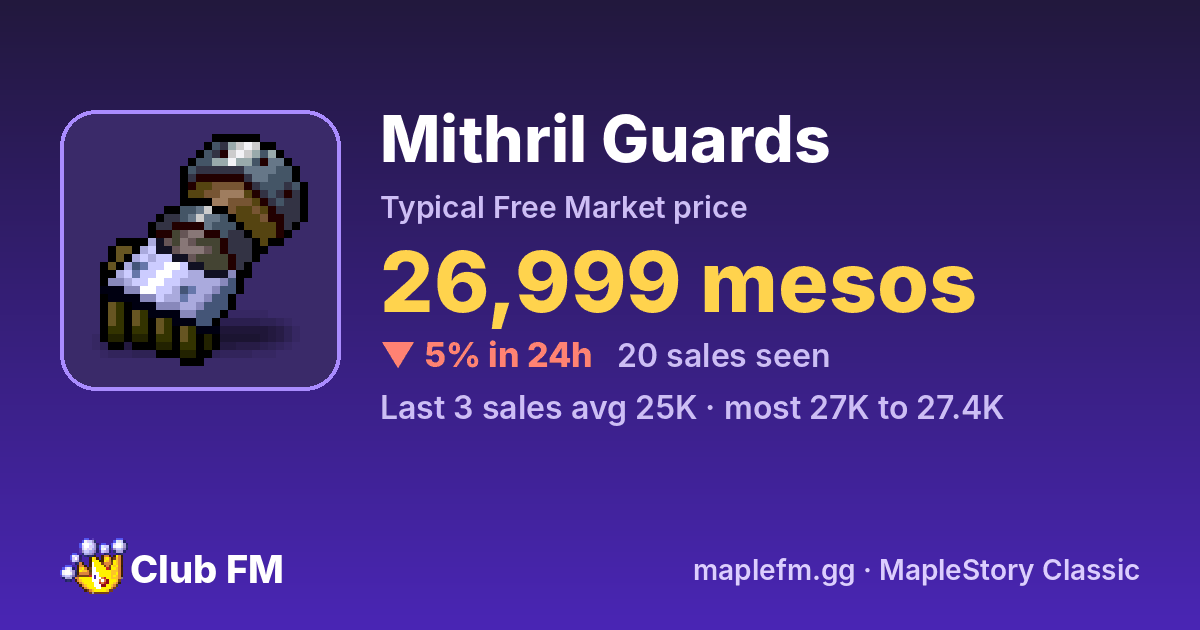 Mithril Guards
Typical Free Market price
26,999 mesos
▼ 5% in 24h 20 sales seen
Last 3 sales avg 25K · most 27K to 27.4K
Club FM
maplefm.gg · MapleStory Classic